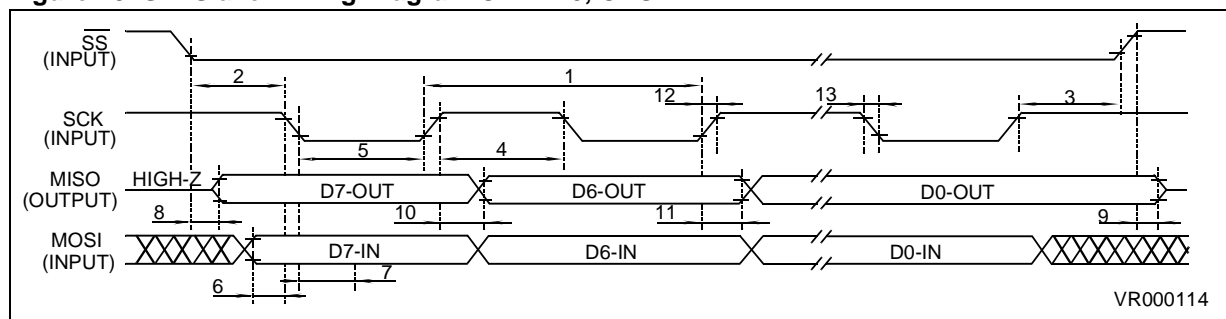 SS
(INPUT)
2
1
12
13
3
SCK
(INPUT)
5
4
MISO
(OUTPUT)
HIGH-Z
D7-OUT
D6-OUT
D0-OUT
8
10
11
9
MOSI
(INPUT)
D7-IN
D6-IN
D0-IN
6
7
VR000114